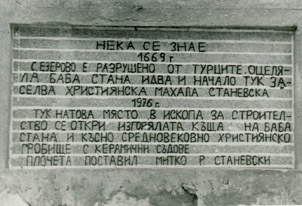 НЕКА СЕ ЗНАЕ
1669 г
С. ЕЗЕРОВО Е РАЗРУШЕНО ОТ ТУРЦИТЕ. ОЦЕЛЯ-
ЛА БАБА СТАНА ИДВА И НАЧАЛО ТУК ЗА-
СЕЛВА ХРИСТИЯНСКА МАХАЛА СТАНЕВСКА
1976 г.
ТУК НАТОВА МЯСТО В ИСКОПА ЗА СТРОИТЕЛ-
СТВО СЕ ОТКРИ ИЗГОРЯЛАТА КЪЩА НА БАБА
СТАНА И КЪСНО СРЕДНОВЕКОВНО ХРИСТИЯНСКО
ГРОБИЩЕ С КЕРАМИЧНИ СЪДОВЕ
ПЛОЧЕТА ПОСТАВИЛ МИТКО Р. СТАНЕВСКИ